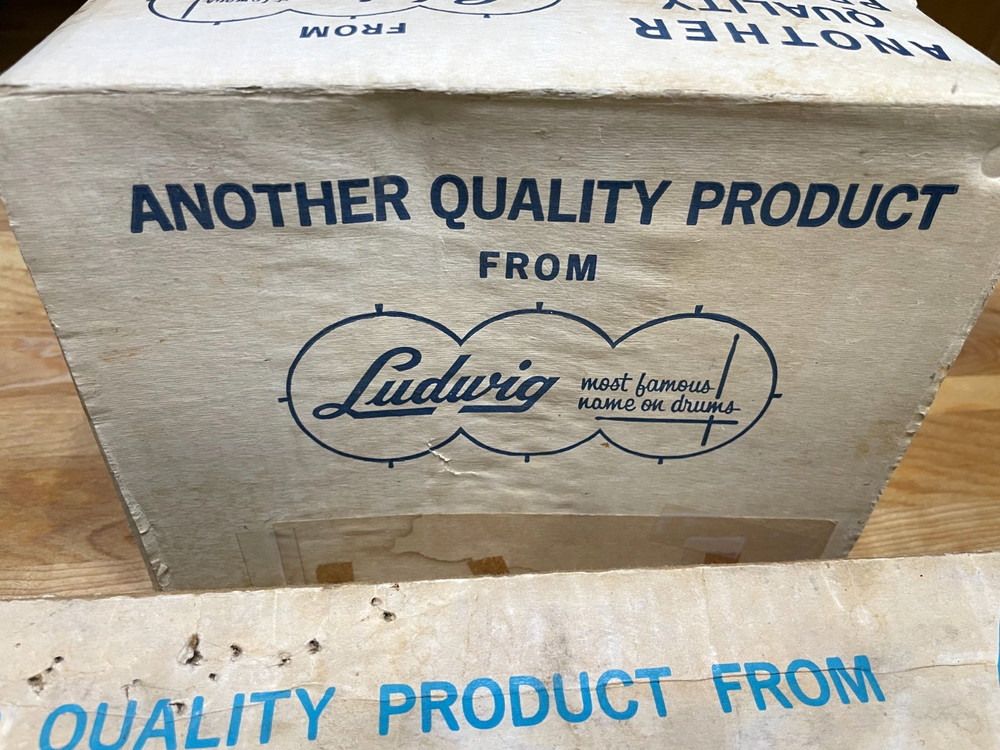 FROM
ANOTHER
QUALITY
ANOTHER QUALITY PRODUCT
FROM
Ludwig
most famous
name on drums
QUALITY PRODUCT FROM